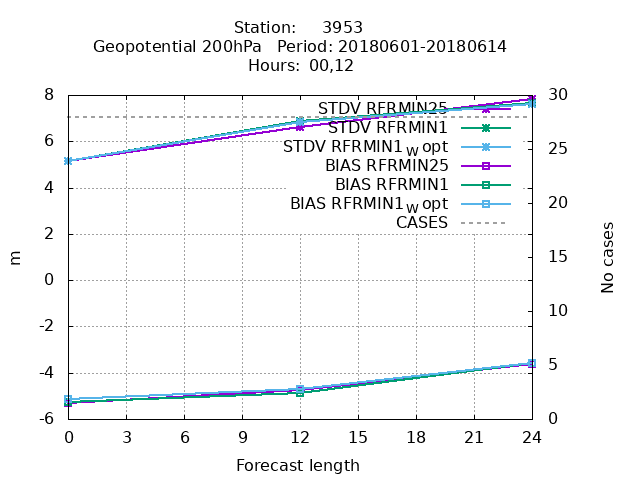 Station: 3953
Geopotential 200hPa Period: 20180601-20180614
Hours: 00,12
8 30
STDV RFRMIN25
STDV RFRMIN1
6 25
STDV RFRMIN1w opt
BIAS RFRMIN25
BIAS RFRMIN1
4 20
BIAS RFRMIN1w opt
CASES
2
15
0
10
-2
-4 5
-6 0
m
No cases
0 3 6 9 12 15 18 21 24
Forecast length